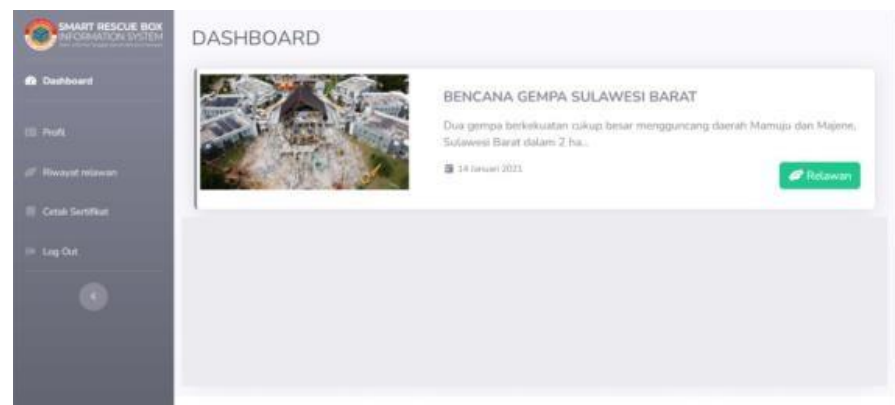 SMART RESCUE BOX
INFORMATION SYSTEM
DASHBOARD
Dashboard
BENCANA GEMPA SULAWESI BARAT
Dua gempa berkekuatan cukup besar mengguncang daerah Mamuju dan Majene,
Sulawesi Barat dalam 2 ha...
Profil
14 Januari 2021
Relawan
Riwayat relawan
Cetak Sertifikat
Log Out